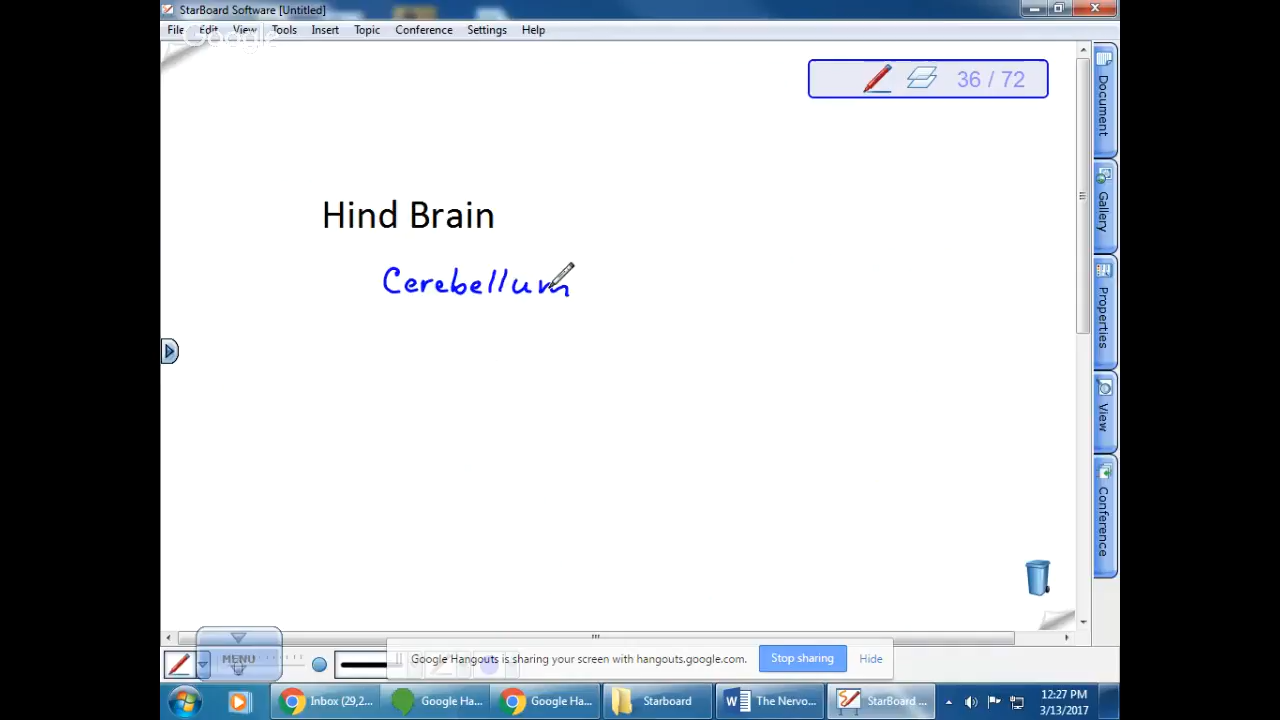 StarBoard Software [Untitled]
File Edit View Tools Insert Topic Conference Settings Help
Google
36 / 72
Document
Gallery
Properties
View
Conference
Hind Brain
Cerebellum
MENU
Google Hangouts is sharing your screen with hangouts.google.com. Stop sharing Hide
Inbox (29,2... Google Ha... Google Ha... Starboard The Nervo... StarBoard ... 12:27 PM
3/13/2017